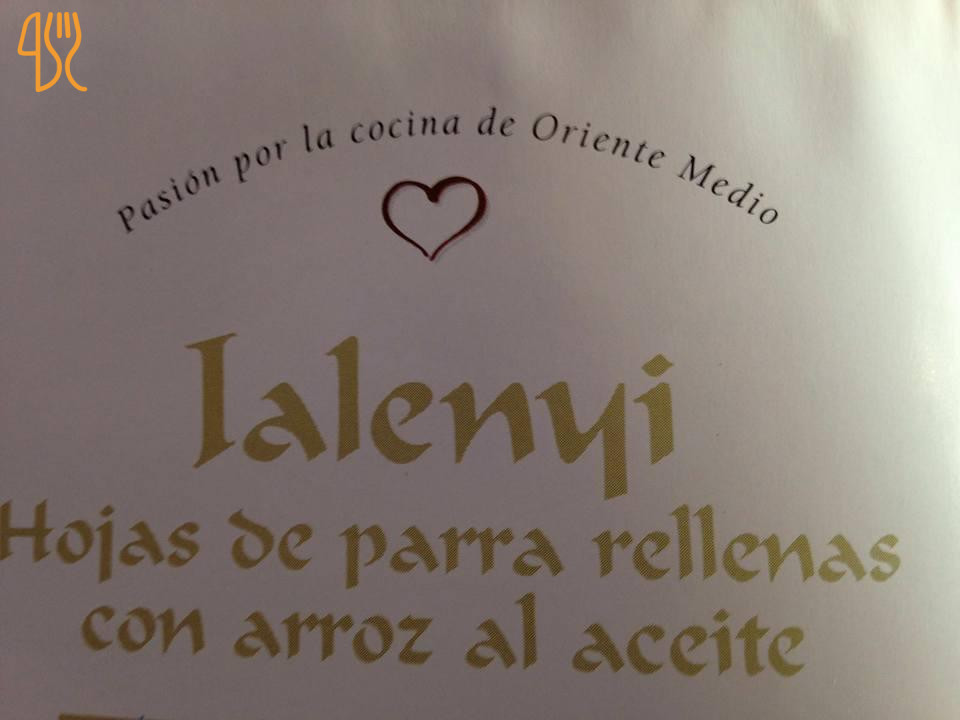 Pasión por la cocina de Oriente Medio
Ialenyi
Hojas de parra rellenas
con arroz al aceite